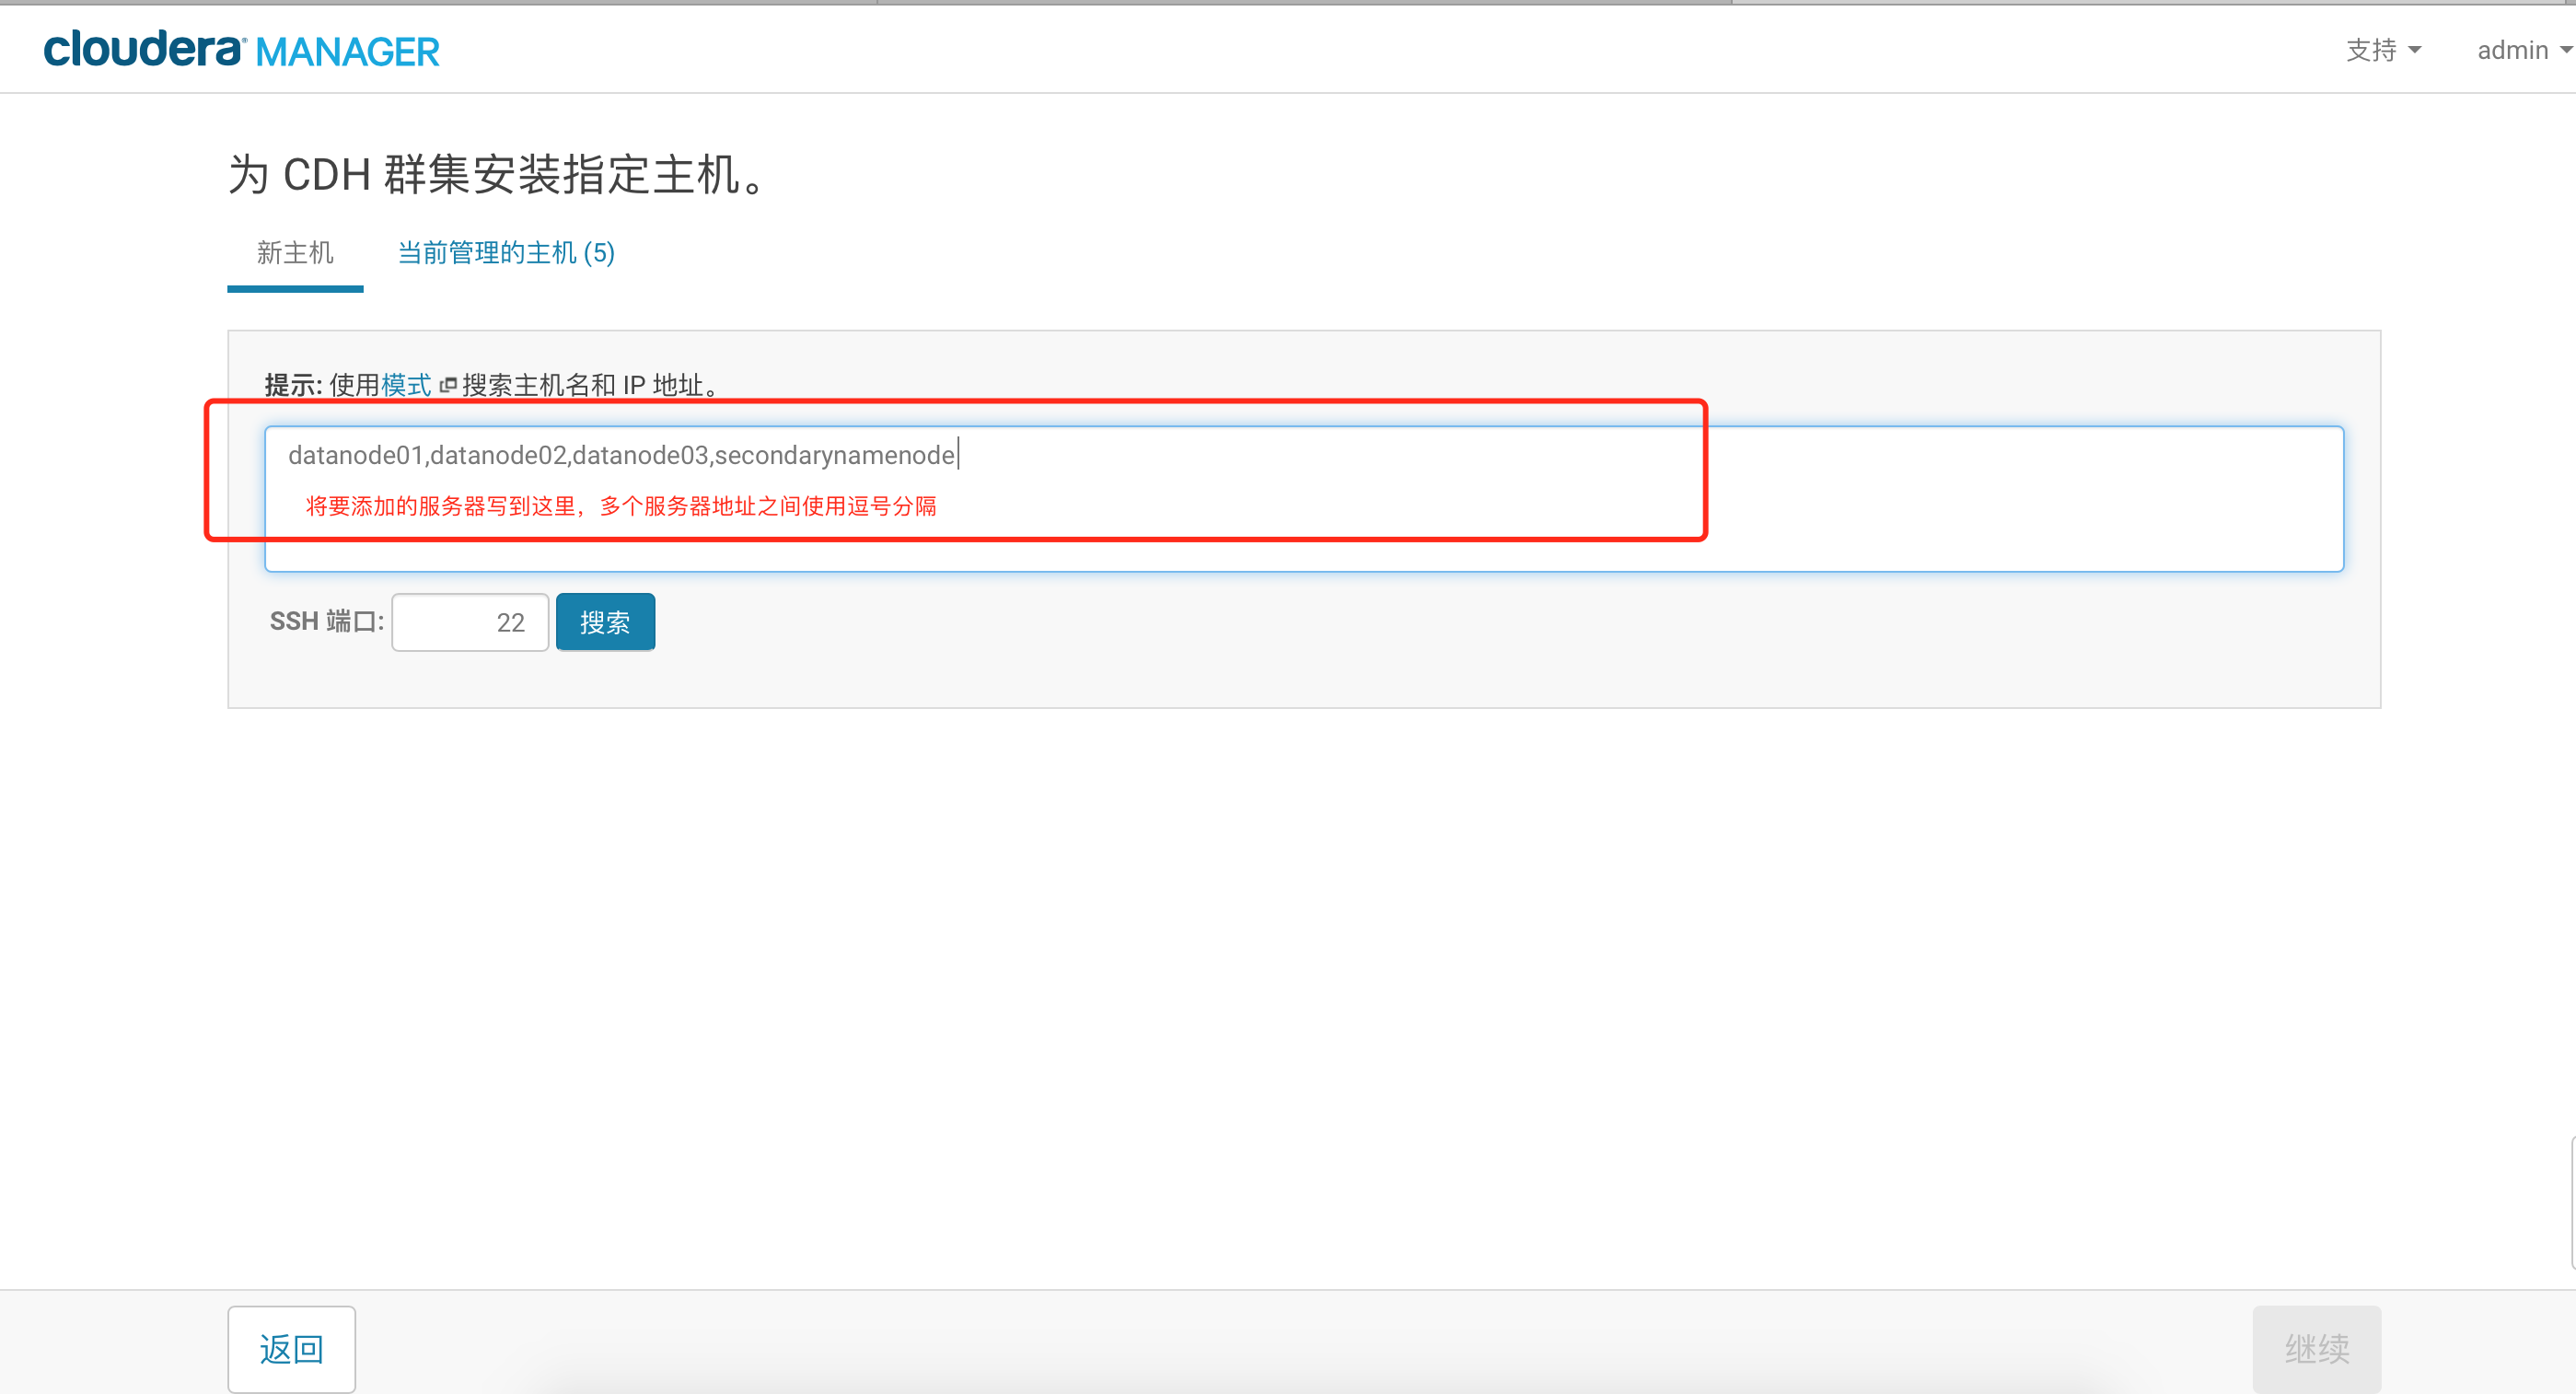 cloudera MANAGER
支持 admin
为 CDH 群集安装指定主机。
新主机 当前管理的主机 (5)
提示: 使用模式 搜索主机名和 IP 地址。
datanode01,datanode02,datanode03,secondarynamenode
将要添加的服务器写到这里，多个服务器地址之间使用逗号分隔
SSH 端口: 22 搜索
返回 继续